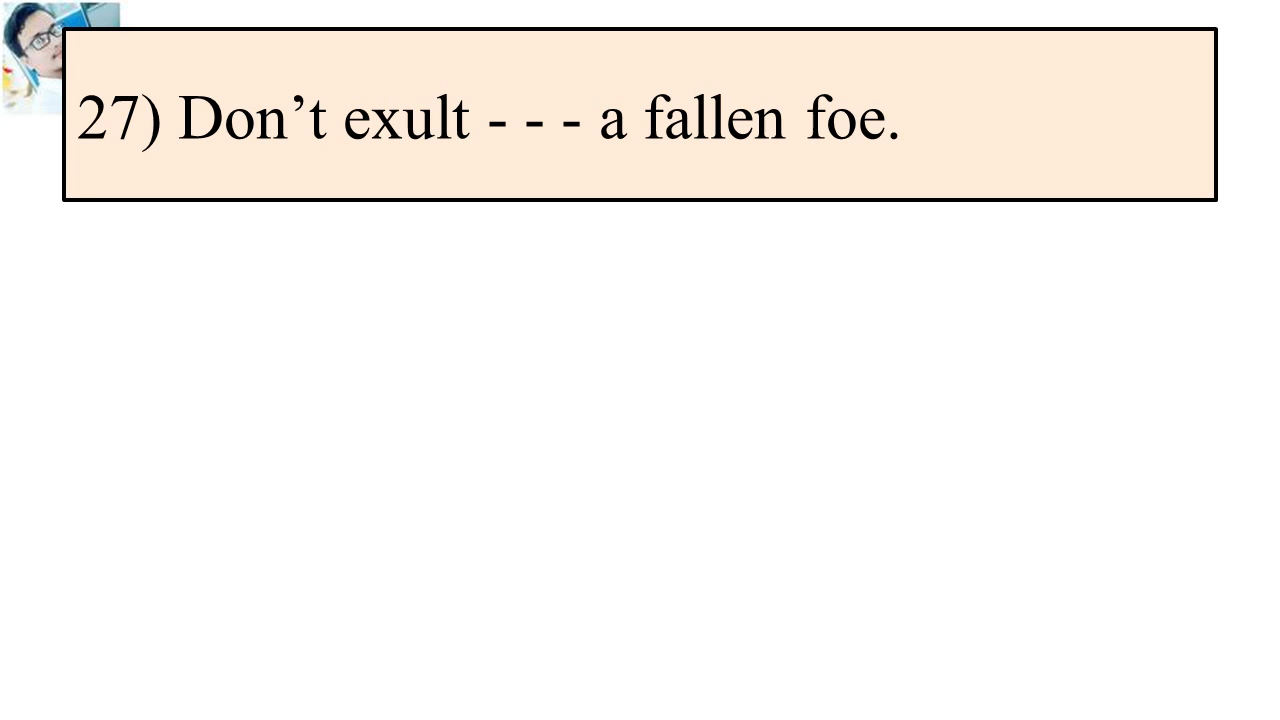 27) Don’t exult - - - a fallen foe.